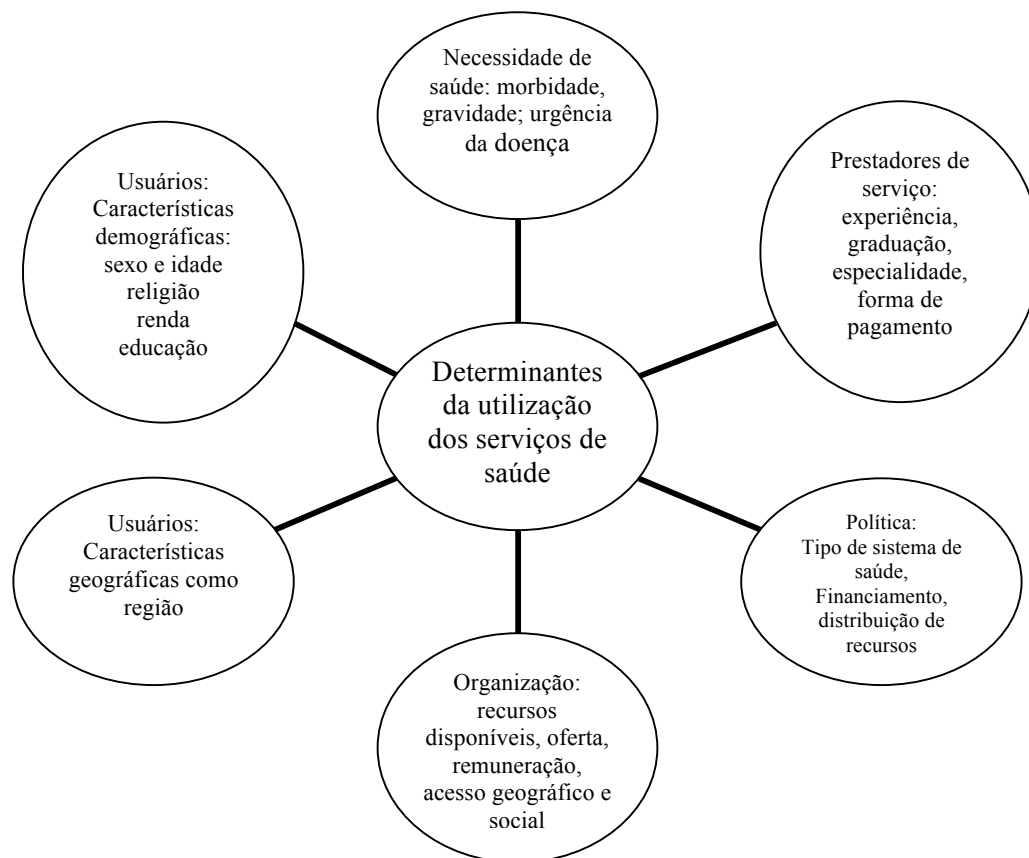 Necessidade de
saúde: morbidade,
gravidade; urgência
da doença
Usuários:
Características
demográficas:
sexo e idade
religião
renda
educação
Prestadores de
serviço:
experiência,
graduação,
especialidade,
forma de
pagamento
Determinantes
da utilização
dos serviços de
saúde
Usuários:
Características
geográficas como
região
Política:
Tipo de sistema de
saúde,
Financiamento,
distribuição de
recursos
Organização:
recursos
disponíveis, oferta,
remuneração,
acesso geográfico e
social